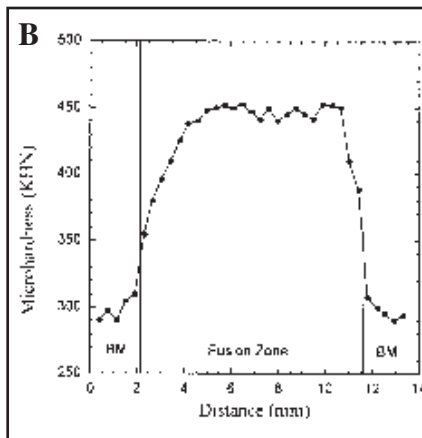 B
500
450
400
350
300
250
Microhardness (KHN)
BM
Fusion Zone
BM
0 2 4 6 8 10 12 14
Distance (mm)